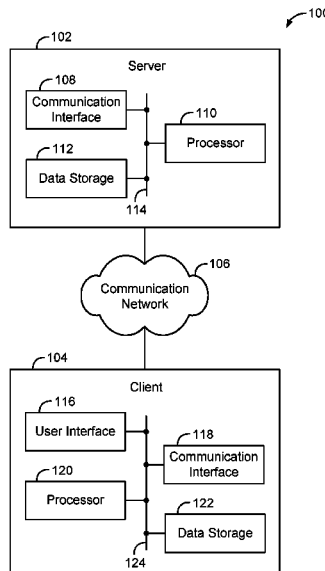 100
102
Server
108
Communication
Interface
110
Processor
112
Data Storage
114
106
Communication
Network
104
Client
116
User Interface
118
Communication
Interface
120
Processor
122
Data Storage
124